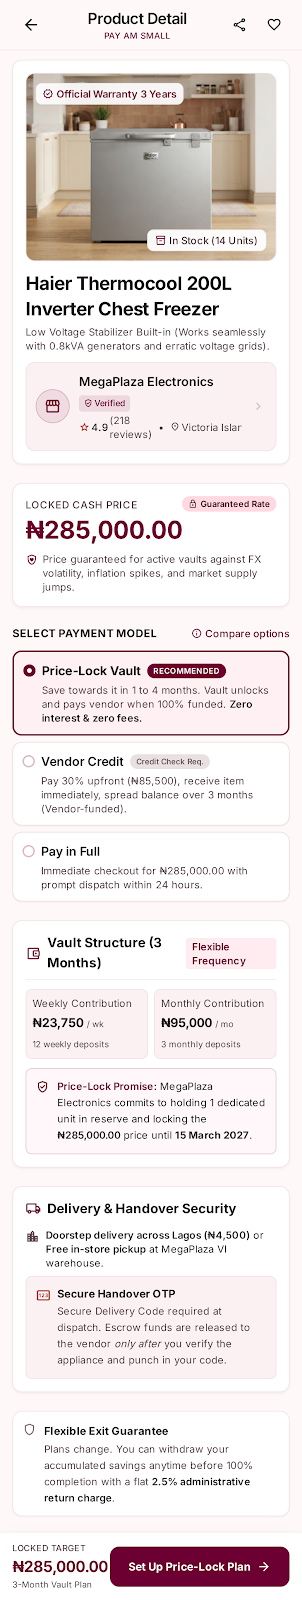 Product Detail
PAY AM SMALL
Official Warranty 3 Years
In Stock (14 Units)
Haier Thermocool 200L
Inverter Chest Freezer
Low Voltage Stabilizer Built-in (Works seamlessly
with 0.8kVA generators and erratic voltage grids).
MegaPlaza Electronics
Verified
4.9 (218 reviews) • Victoria Islar
LOCKED CASH PRICE
Guaranteed Rate
₦285,000.00
Price guaranteed for active vaults against FX
volatility, inflation spikes, and market supply
jumps.
SELECT PAYMENT MODEL
Compare options
Price-Lock Vault RECOMMENDED
Save towards it in 1 to 4 months. Vault unlocks
and pays vendor when 100% funded. Zero
interest & zero fees.
Vendor Credit Credit Check Req.
Pay 30% upfront (₦85,500), receive item
immediately, spread balance over 3 months
(Vendor-funded).
Pay in Full
Immediate checkout for ₦285,000.00 with
prompt dispatch within 24 hours.
Vault Structure (3
Months)
Flexible
Frequency
Weekly Contribution
₦23,750 / wk
12 weekly deposits
Monthly Contribution
₦95,000 / mo
3 monthly deposits
Price-Lock Promise: MegaPlaza
Electronics commits to holding 1 dedicated
unit in reserve and locking the
₦285,000.00 price until 15 March 2027.
Delivery & Handover Security
Doorstep delivery across Lagos (₦4,500) or
Free in-store pickup at MegaPlaza VI
warehouse.
Secure Handover OTP
Secure Delivery Code required at
dispatch. Escrow funds are released to
the vendor only after you verify the
appliance and punch in your code.
Flexible Exit Guarantee
Plans change. You can withdraw your
accumulated savings anytime before 100%
completion with a flat 2.5% administrative
return charge.
LOCKED TARGET
₦285,000.00
3-Month Vault Plan
Set Up Price-Lock Plan